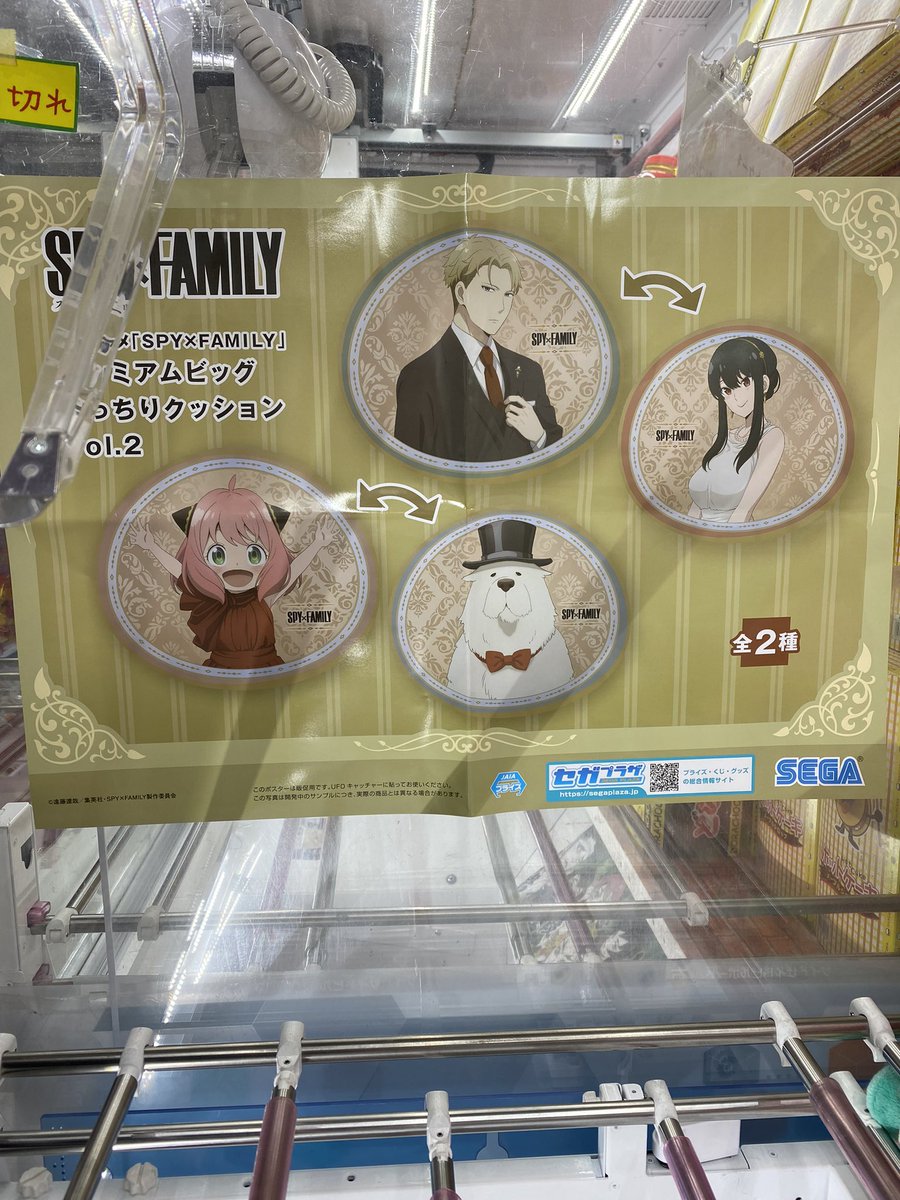 切れ
SPY×FAMILY
「SPY×FAMILY」
ミアムビッグ
っちりクッション
ol.2
SPY×FAMILY
SPY×FAMILY
SPY×FAMILY
SPY×FAMILY
全2種
©遠藤達哉/集英社・SPY×FAMILY製作委員会
このポスターは販促用です。UFOキャッチャーに貼ってお使いください。
この写真は開発中のサンプルにつき、実際の商品とは異なる場合があります。
JAIA
プライズ
セガプラザ
https://segaplaza.jp
プライズ・くじ・グッズ
の総合情報サイト
SEGA